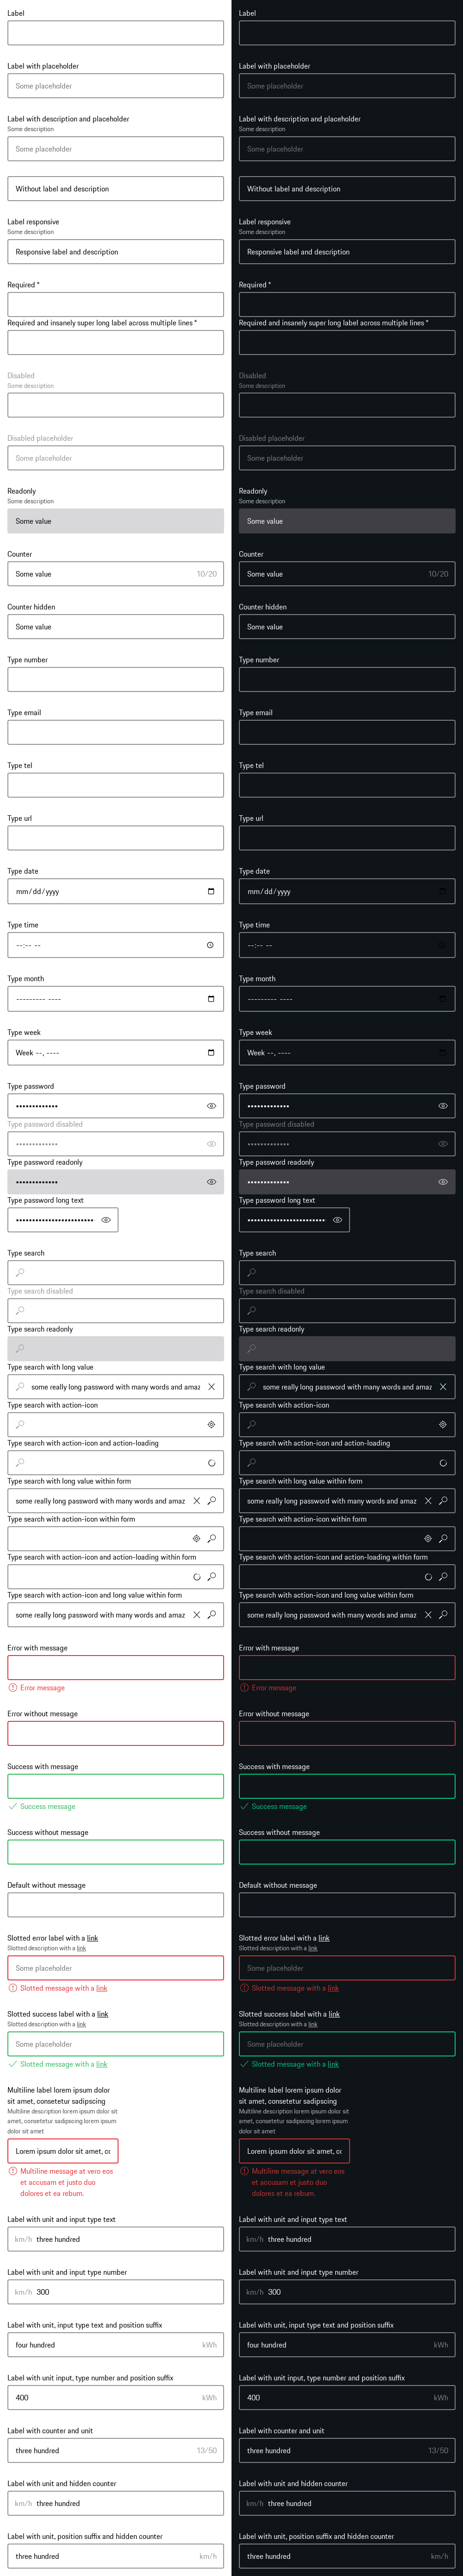 Label
Label with placeholder
Some placeholder
Label with description and placeholder
Some description
Some placeholder
Without label and description
Label responsive
Some description
Responsive label and description
Required *
Required and insanely super long label across multiple lines *
Disabled
Some description
Disabled placeholder
Some placeholder
Readonly
Some description
Some value
Counter
Some value 10/20
Counter hidden
Some value
Type number
Type email
Type tel
Type url
Type date
mm/dd/yyyy
Type time
--:-- --
Type month
--------- ----
Type week
Week --, ----
Type password
Type password disabled
Type password readonly
Type password long text
Type search
Type search disabled
Type search readonly
Type search with long value
some really long password with many words and amaz
Type search with action-icon
Type search with action-icon and action-loading
Type search with long value within form
some really long password with many words and amaz
Type search with action-icon within form
Type search with action-icon and action-loading within form
Type search with action-icon and long value within form
some really long password with many words and amaz
Error with message
Error message
Error without message
Success with message
Success message
Success without message
Default without message
Slotted error label with a link
Slotted description with a link
Some placeholder
Slotted message with a link
Slotted success label with a link
Slotted description with a link
Some placeholder
Slotted message with a link
Multiline label lorem ipsum dolor
sit amet, consetetur sadipscing
Multiline description lorem ipsum dolor sit
amet, consetetur sadipscing lorem ipsum
dolor sit amet
Lorem ipsum dolor sit amet, co
Multiline message at vero eos
et accusam et justo duo
dolores et ea rebum.
Label with unit and input type text
km/h three hundred
Label with unit and input type number
km/h 300
Label with unit, input type text and position suffix
four hundred kWh
Label with unit input, type number and position suffix
400 kWh
Label with counter and unit
three hundred 13/50
Label with unit and hidden counter
km/h three hundred
Label with unit, position suffix and hidden counter
three hundred km/h
Label
Label with placeholder
Some placeholder
Label with description and placeholder
Some description
Some placeholder
Without label and description
Label responsive
Some description
Responsive label and description
Required *
Required and insanely super long label across multiple lines *
Disabled
Some description
Disabled placeholder
Some placeholder
Readonly
Some description
Some value
Counter
Some value 10/20
Counter hidden
Some value
Type number
Type email
Type tel
Type url
Type date
mm/dd/yyyy
Type time
--:-- --
Type month
--------- ----
Type week
Week --, ----
Type password
Type password disabled
Type password readonly
Type password long text
Type search
Type search disabled
Type search readonly
Type search with long value
some really long password with many words and amaz
Type search with action-icon
Type search with action-icon and action-loading
Type search with long value within form
some really long password with many words and amaz
Type search with action-icon within form
Type search with action-icon and action-loading within form
Type search with action-icon and long value within form
some really long password with many words and amaz
Error with message
Error message
Error without message
Success with message
Success message
Success without message
Default without message
Slotted error label with a link
Slotted description with a link
Some placeholder
Slotted message with a link
Slotted success label with a link
Slotted description with a link
Some placeholder
Slotted message with a link
Multiline label lorem ipsum dolor
sit amet, consetetur sadipscing
Multiline description lorem ipsum dolor sit
amet, consetetur sadipscing lorem ipsum
dolor sit amet
Lorem ipsum dolor sit amet, co
Multiline message at vero eos
et accusam et justo duo
dolores et ea rebum.
Label with unit and input type text
km/h three hundred
Label with unit and input type number
km/h 300
Label with unit, input type text and position suffix
four hundred kWh
Label with unit input, type number and position suffix
400 kWh
Label with counter and unit
three hundred 13/50
Label with unit and hidden counter
km/h three hundred
Label with unit, position suffix and hidden counter
three hundred km/h